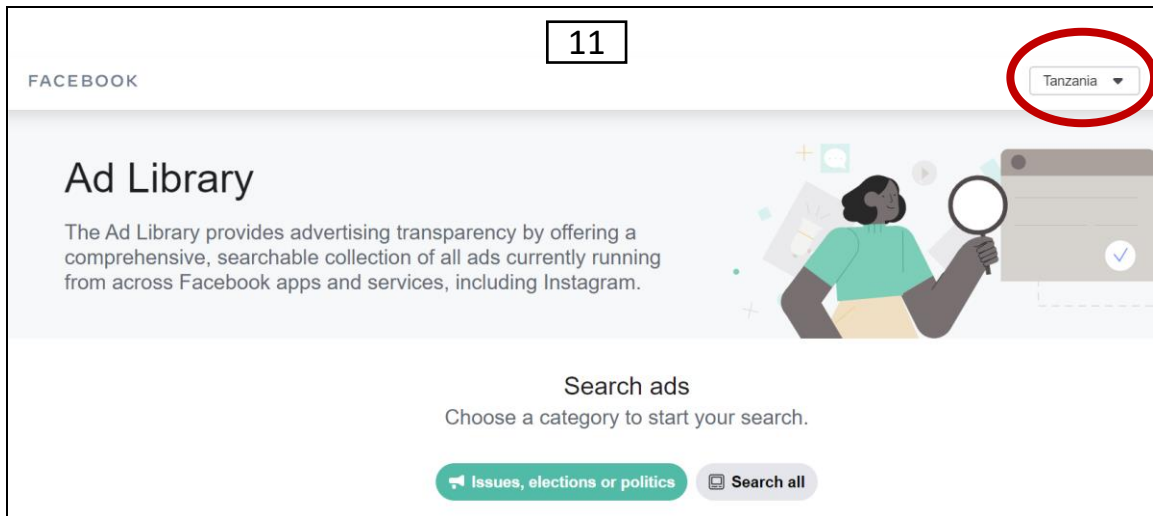 11
FACEBOOK
Tanzania
Ad Library
The Ad Library provides advertising transparency by offering a
comprehensive, searchable collection of all ads currently running
from across Facebook apps and services, including Instagram.
Search ads
Choose a category to start your search.
Issues, elections or politics
Search all